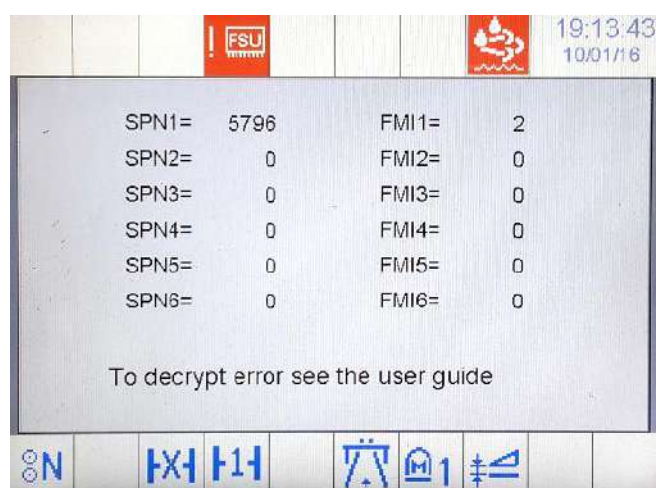 ! FSU
19:13:43
10/01/16
SPN1= 5796 FMI1= 2
SPN2= 0 FMI2= 0
SPN3= 0 FMI3= 0
SPN4= 0 FMI4= 0
SPN5= 0 FMI5= 0
SPN6= 0 FMI6= 0
To decrypt error see the user guide
N X 1 M 1